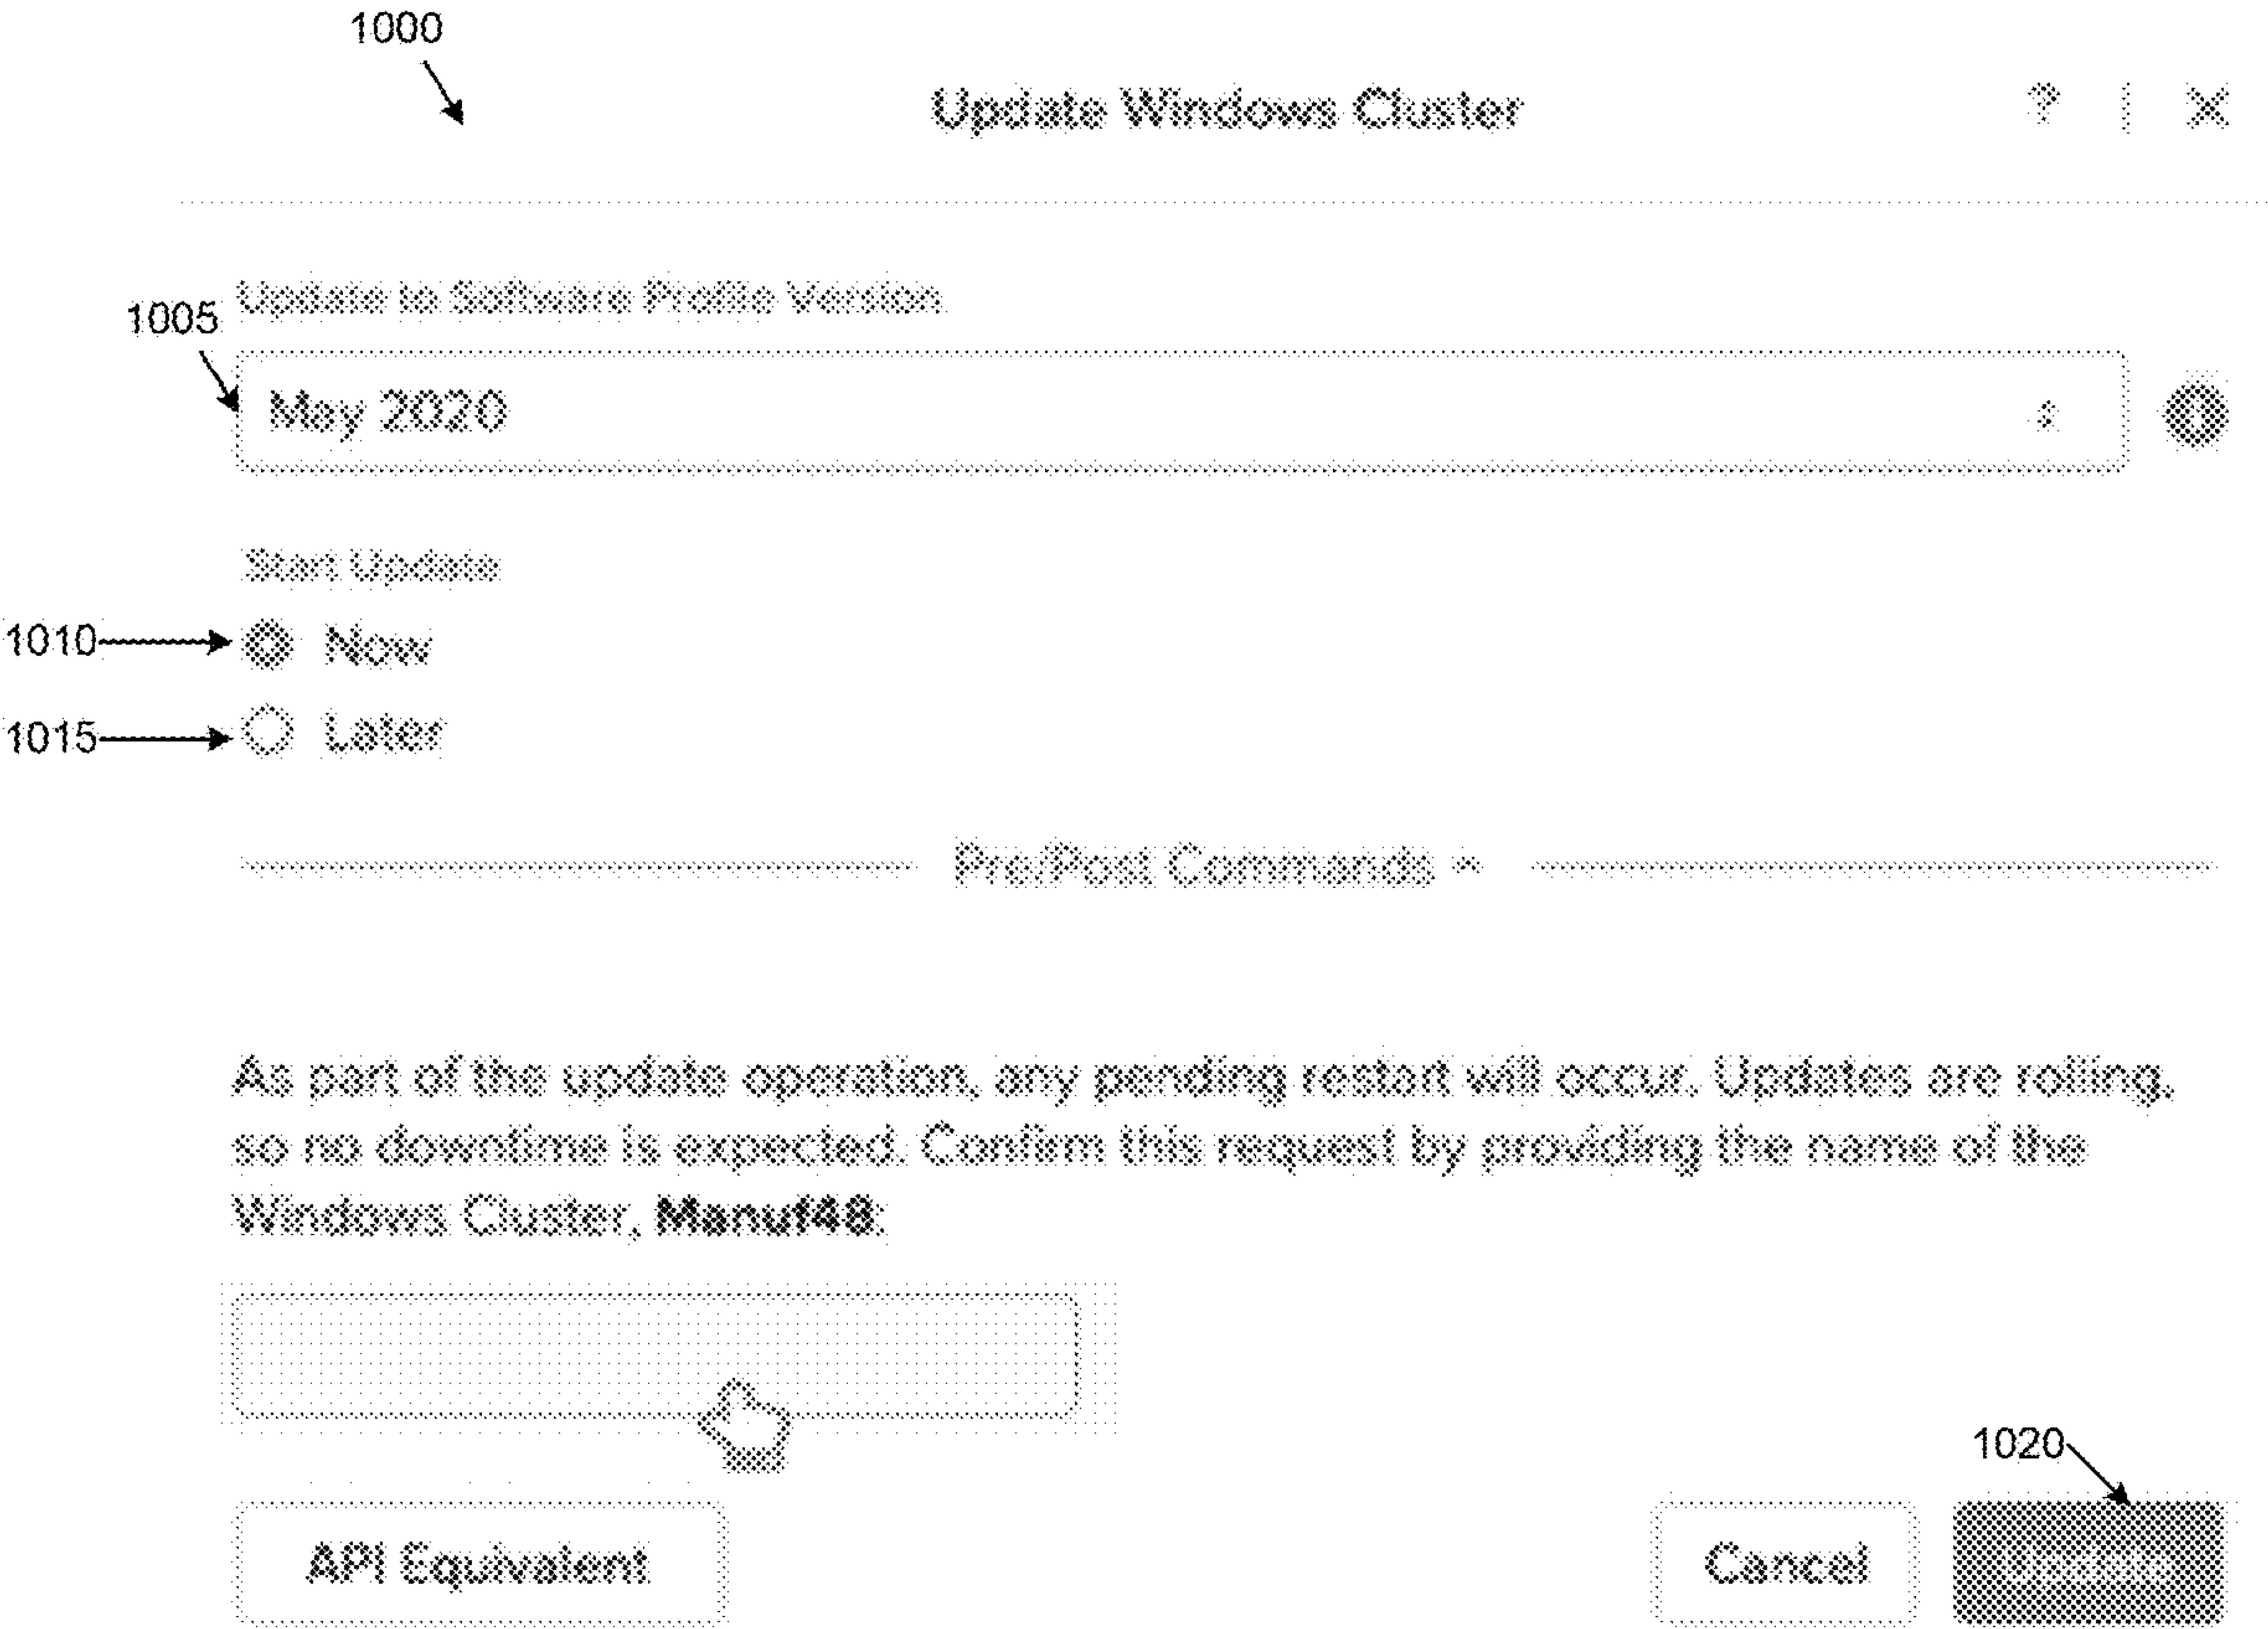 1000
Update Windows Cluster ? | X
Update to Software Profile Version
1005
May 2020
Start Update
1010 Now
1015 Later
Pre/Post Commands ^
As part of the update operation, any pending restart will occur. Updates are rolling,
so no downtime is expected. Confirm this request by providing the name of the
Windows Cluster, Manuf48:
1020
API Equivalent Cancel